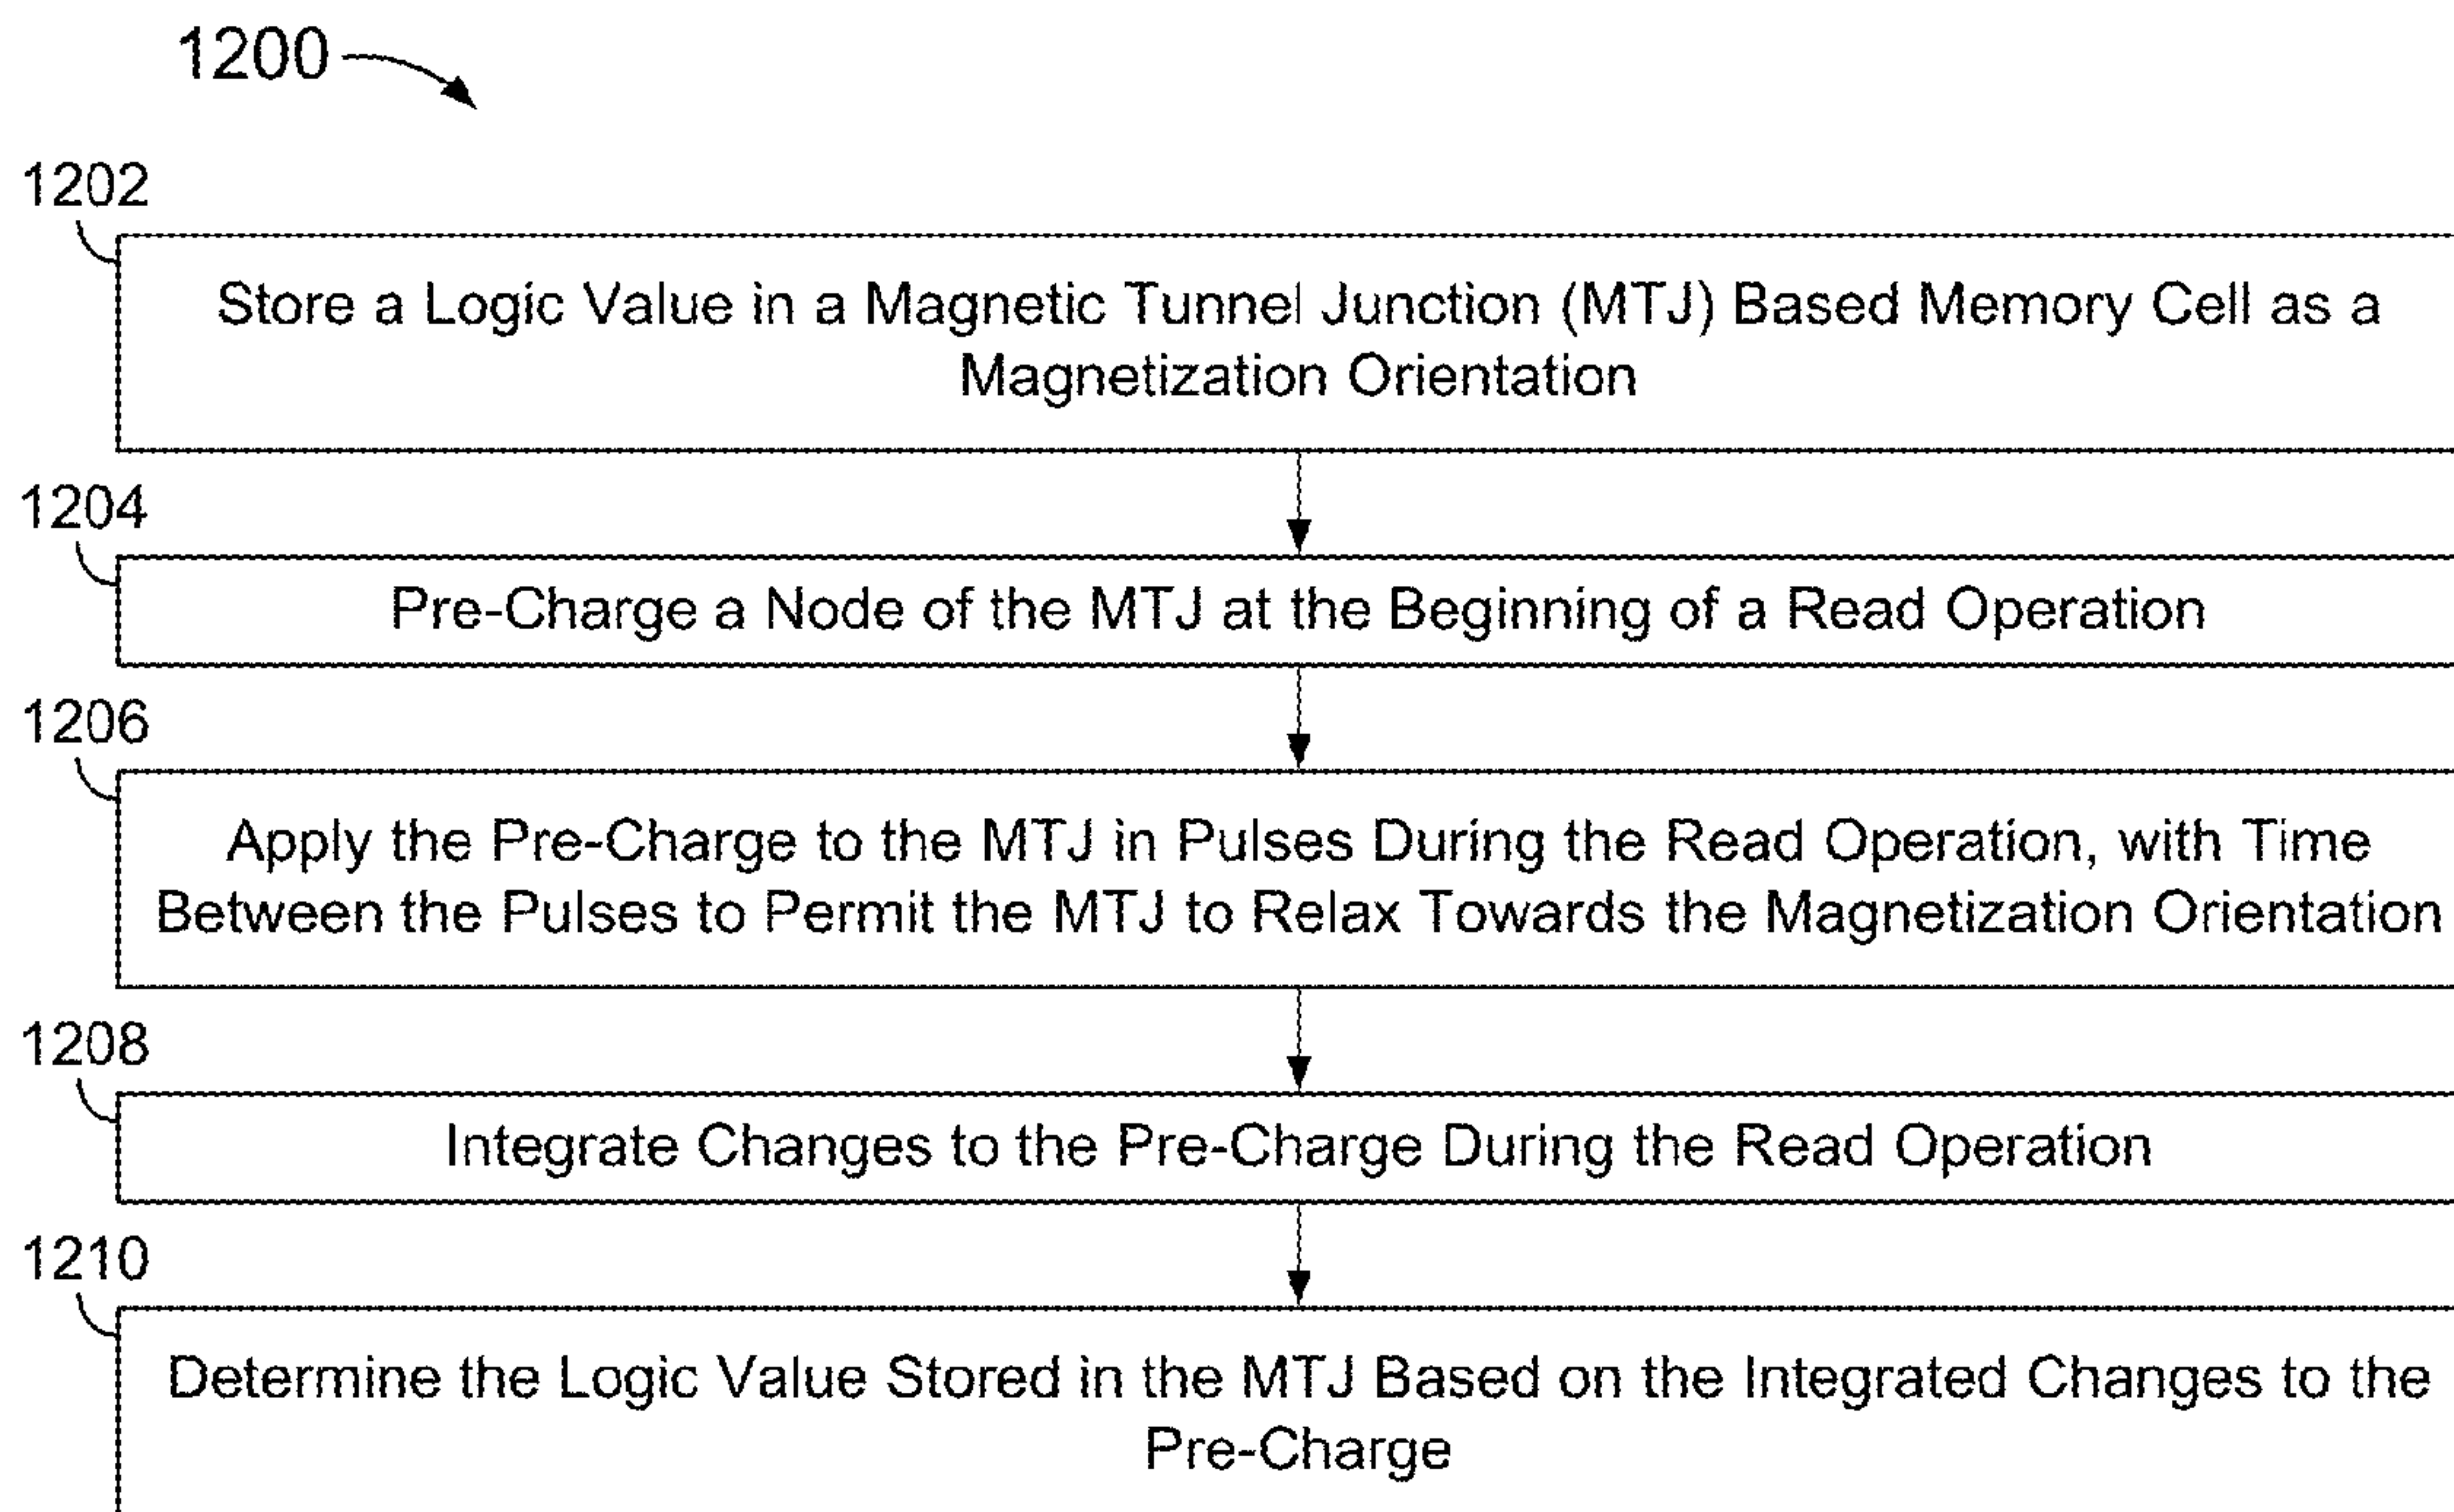 1200
1202
Store a Logic Value in a Magnetic Tunnel Junction (MTJ) Based Memory Cell as a
Magnetization Orientation
1204
Pre-Charge a Node of the MTJ at the Beginning of a Read Operation
1206
Apply the Pre-Charge to the MTJ in Pulses During the Read Operation, with Time
Between the Pulses to Permit the MTJ to Relax Towards the Magnetization Orientation
1208
Integrate Changes to the Pre-Charge During the Read Operation
1210
Determine the Logic Value Stored in the MTJ Based on the Integrated Changes to the
Pre-Charge